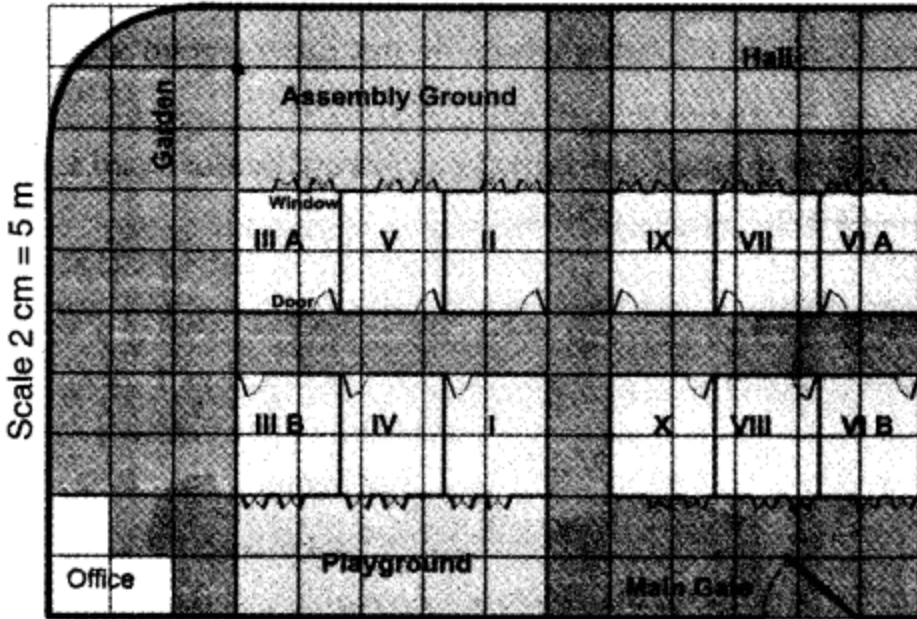 Hall
Assembly Ground
Garden
Scale 2 cm = 5 m
Window
III A
V
II
IX
VII
VI A
Door
III B
IV
I
X
VIII
VI B
Playground
Office
Main Gate